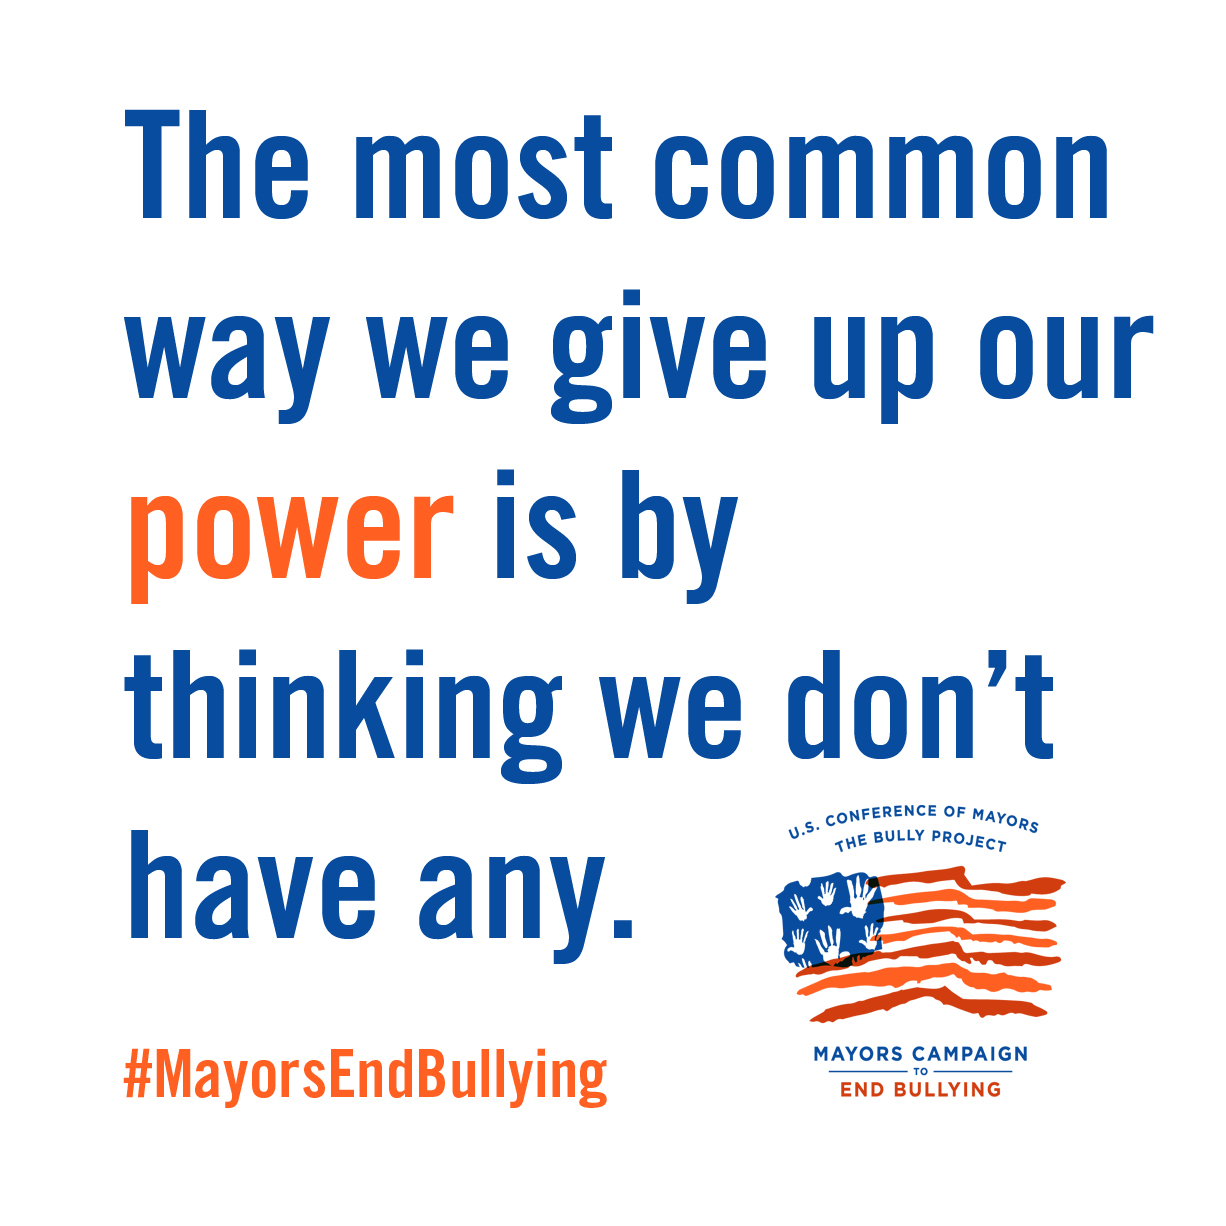 The most common
way we give up our
power is by
thinking we don’t
have any.
U.S. CONFERENCE OF MAYORS
THE BULLY PROJECT
MAYORS CAMPAIGN
TO
END BULLYING
#MayorsEndBullying